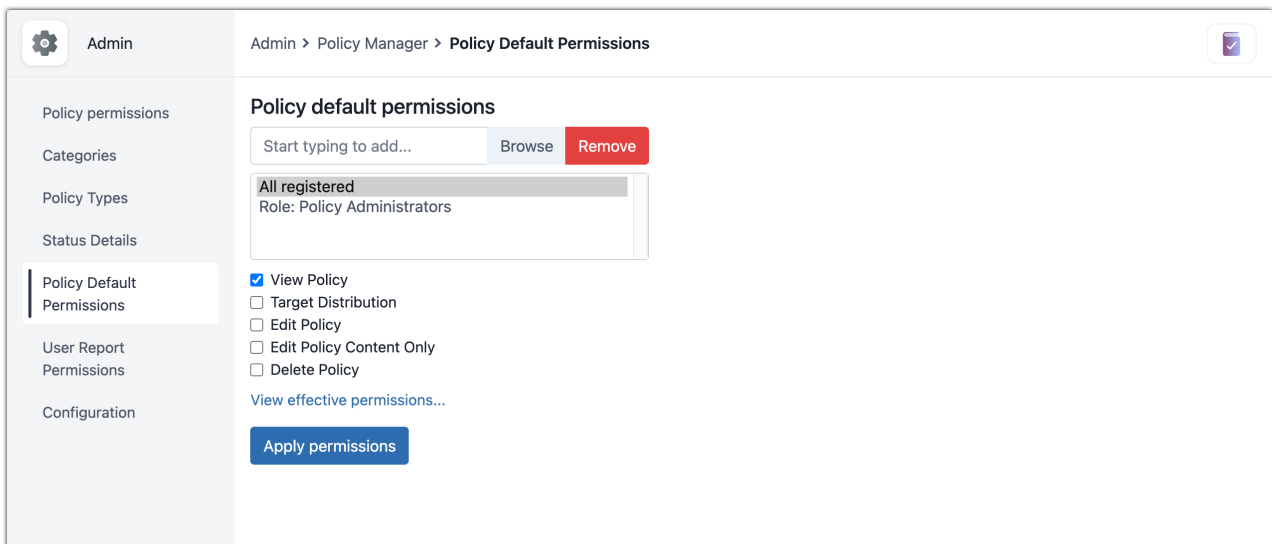 Admin
Admin > Policy Manager > Policy Default Permissions
Policy permissions
Categories
Policy Types
Status Details
Policy Default
Permissions
User Report
Permissions
Configuration
Policy default permissions
Start typing to add...
Browse
Remove
All registered
Role: Policy Administrators
View Policy
Target Distribution
Edit Policy
Edit Policy Content Only
Delete Policy
View effective permissions...
Apply permissions